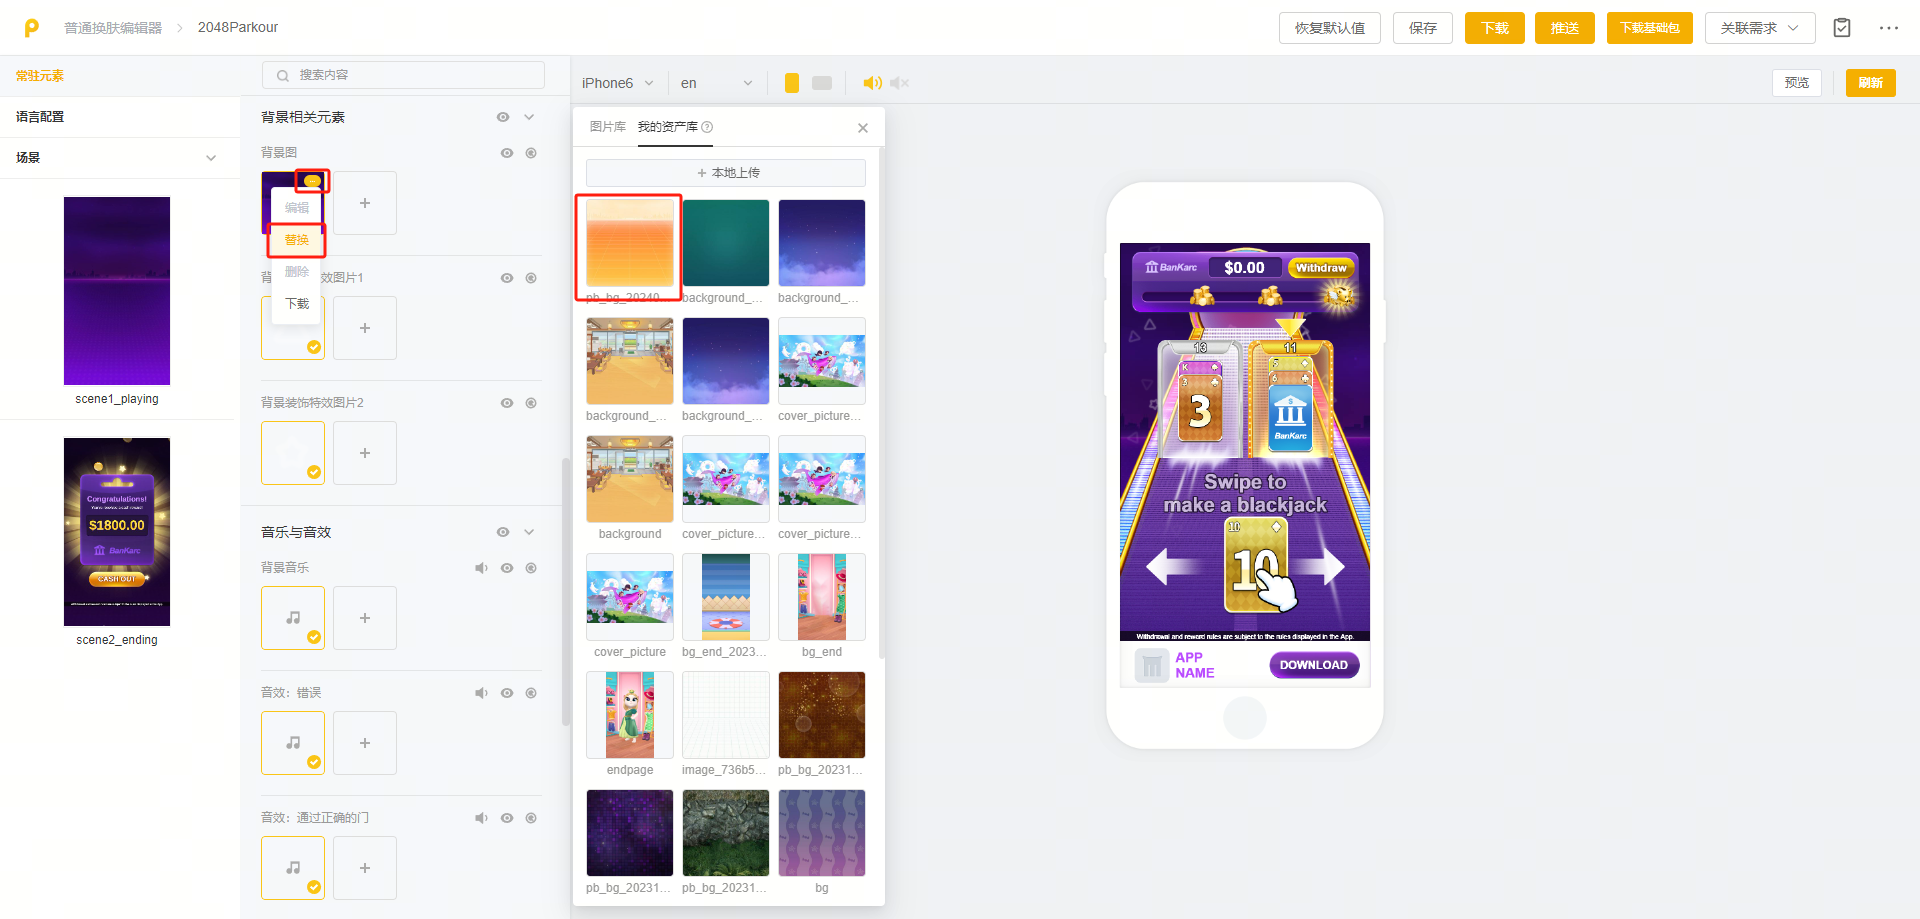 普通换肤编辑器
2048Parkour
恢复默认值
保存
下载
推送
下载基础包
关联需求
常驻元素
语言配置
场景
scene1_playing
Congratulations!
$1800.00
BanKarc
CASH OUT
scene2_ending
搜索内容
背景相关元素
背景图
编辑
替换
删除
下载
背
效图片1
背景装饰特效图片2
音乐与音效
背景音乐
音效：错误
音效：通过正确的门
iPhone6
en
预览
刷新
图片库
我的资产库
本地上传
pb_bg_20240...
background_...
background_...
background_...
background_...
cover_picture...
background
cover_picture...
cover_picture...
cover_picture
bg_end_2023...
bg_end
endpage
image_736b5...
pb_bg_20231...
pb_bg_20231...
pb_bg_20231...
bg
BanKarc
$0.00
Withdraw
13
11
K
3
3
6
BanKarc
Swipe to
make a blackjack
10
10
Withdrawal and reward rules are subject to the rules displayed in the App.
APP
NAME
DOWNLOAD